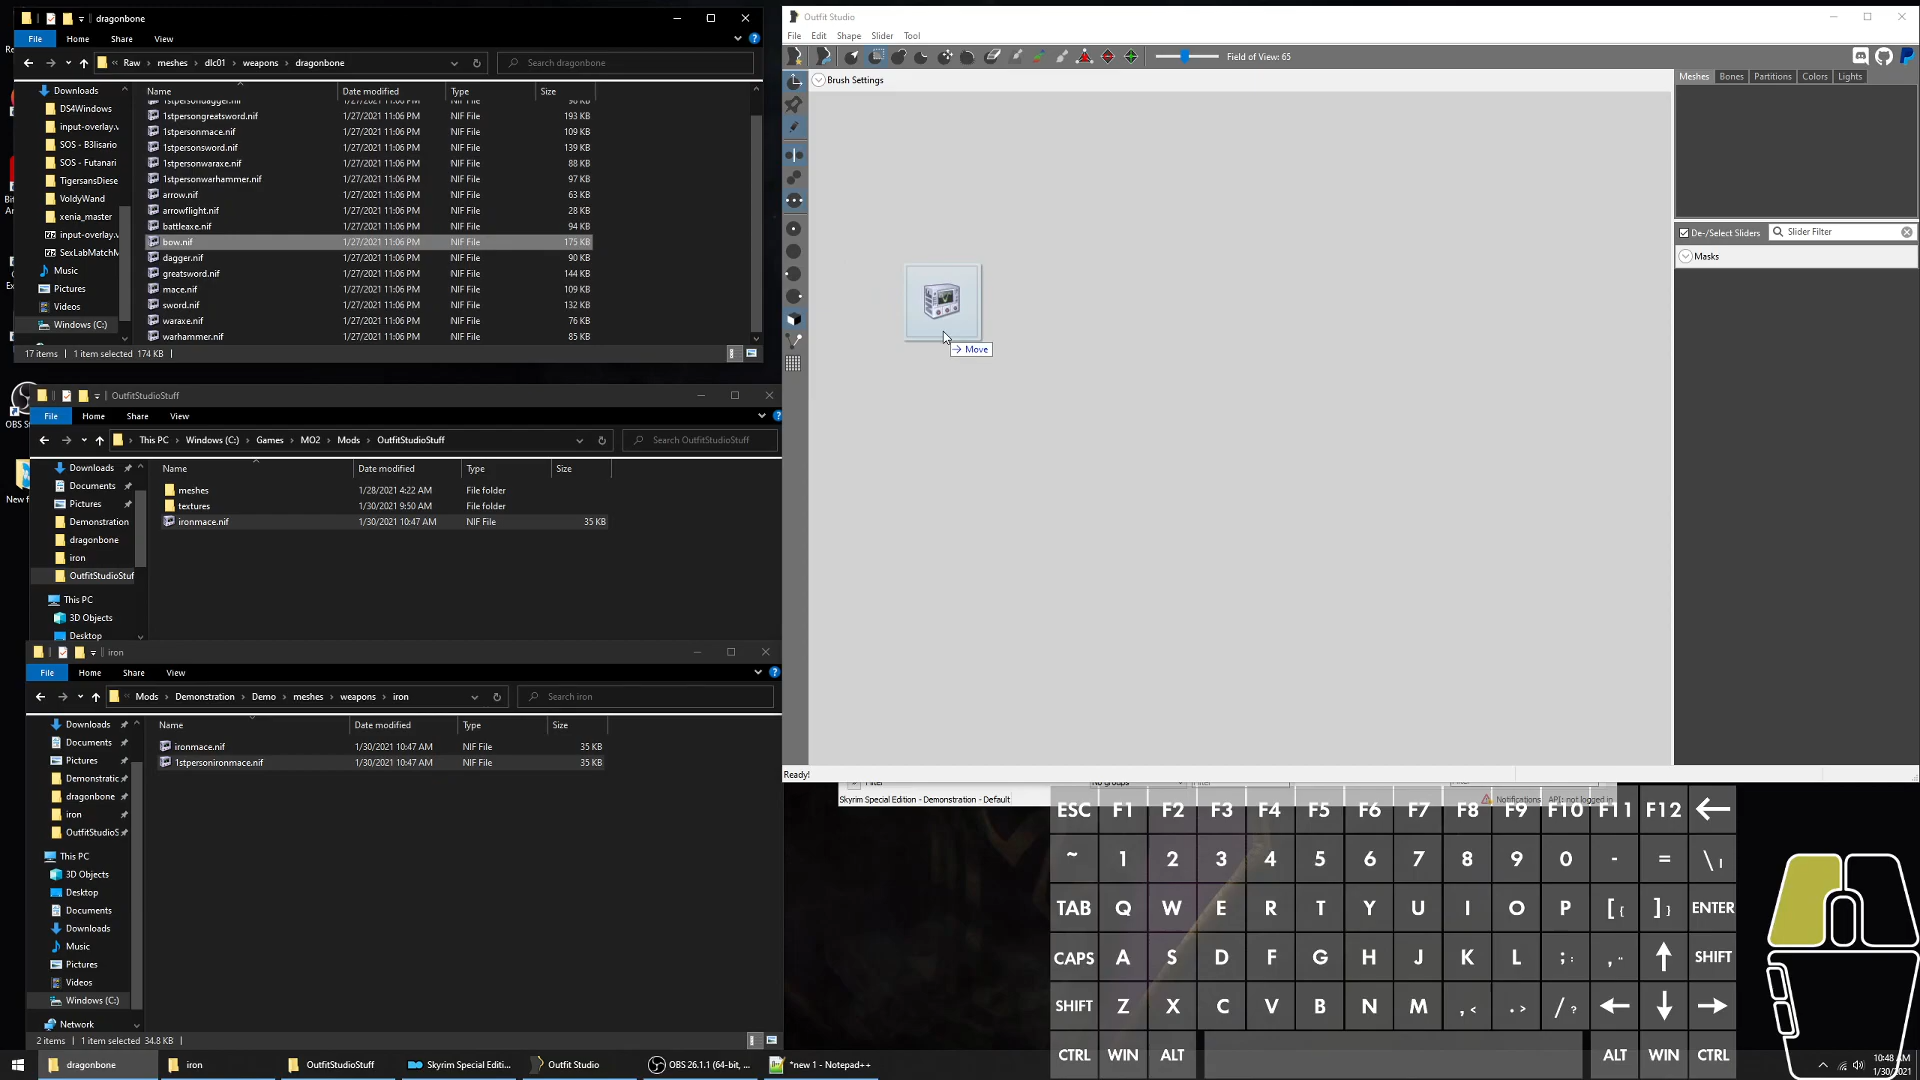 dragonbone
File Home Share View
Raw meshes dlc01 weapons dragonbone
Search dragonbone
Name Date modified Type Size
Downloads
DS4Windows
input-overlay.v
SOS - B3lisario
SOS - Futanari
TigersansDiese
VoldyWand
xenia_master
input-overlay.v
SexLabMatchM
Music
Pictures
Videos
Windows (C:)
1stpersondagger.nif 1/27/2021 11:06 PM NIF File 96 KB
1stpersongreatsword.nif 1/27/2021 11:06 PM NIF File 193 KB
1stpersonmace.nif 1/27/2021 11:06 PM NIF File 109 KB
1stpersonsword.nif 1/27/2021 11:06 PM NIF File 139 KB
1stpersonwaraxe.nif 1/27/2021 11:06 PM NIF File 88 KB
1stpersonwarhammer.nif 1/27/2021 11:06 PM NIF File 97 KB
arrow.nif 1/27/2021 11:06 PM NIF File 63 KB
arrowflight.nif 1/27/2021 11:06 PM NIF File 28 KB
battleaxe.nif 1/27/2021 11:06 PM NIF File 94 KB
bow.nif 1/27/2021 11:06 PM NIF File 175 KB
dagger.nif 1/27/2021 11:06 PM NIF File 90 KB
greatsword.nif 1/27/2021 11:06 PM NIF File 144 KB
mace.nif 1/27/2021 11:06 PM NIF File 109 KB
sword.nif 1/27/2021 11:06 PM NIF File 132 KB
waraxe.nif 1/27/2021 11:06 PM NIF File 76 KB
warhammer.nif 1/27/2021 11:06 PM NIF File 85 KB
17 items 1 item selected 174 KB
OutfitStudioStuff
File Home Share View
This PC Windows (C:) Games MO2 Mods OutfitStudioStuff
Search OutfitStudioStuff
Name Date modified Type Size
Downloads
Documents
Pictures
Demonstration
dragonbone
iron
OutfitStudioStuf
This PC
3D Objects
Desktop
meshes 1/28/2021 4:22 AM File folder
textures 1/30/2021 9:50 AM File folder
ironmace.nif 1/30/2021 10:47 AM NIF File 35 KB
iron
File Home Share View
Mods Demonstration Demo meshes weapons iron
Search iron
Name Date modified Type Size
Downloads
Documents
Pictures
Demonstratic
dragonbone
iron
OutfitStudioS
This PC
3D Objects
Desktop
Documents
Downloads
Music
Pictures
Videos
Windows (C:)
Network
ironmace.nif 1/30/2021 10:47 AM NIF File 35 KB
1stpersonironmace.nif 1/30/2021 10:47 AM NIF File 35 KB
2 items 1 item selected 34.8 KB
Outfit Studio
File Edit Shape Slider Tool
Field of View: 65
Brush Settings
Move
Meshes Bones Partitions Colors Lights
De-/Select Sliders Slider Filter
Masks
Ready!
Skyrim Special Edition - Demonstration - Default
Notifications API: not logged in
ESC F1 F2 F3 F4 F5 F6 F7 F8 F9 F10 F11 F12 ←
~ 1 2 3 4 5 6 7 8 9 0 - = \ |
TAB Q W E R T Y U I O P [ { ] } ENTER
CAPS A S D F G H J K L ; : , " ↑ SHIFT
SHIFT Z X C V B N M , < . > / ? ← ↓ →
CTRL WIN ALT ALT WIN CTRL
dragonbone
iron
OutfitStudioStuff
Skyrim Special Editi...
Outfit Studio
OBS 26.1.1 (64-bit, ...
*new 1 - Notepad++
10:48 AM
1/30/2021